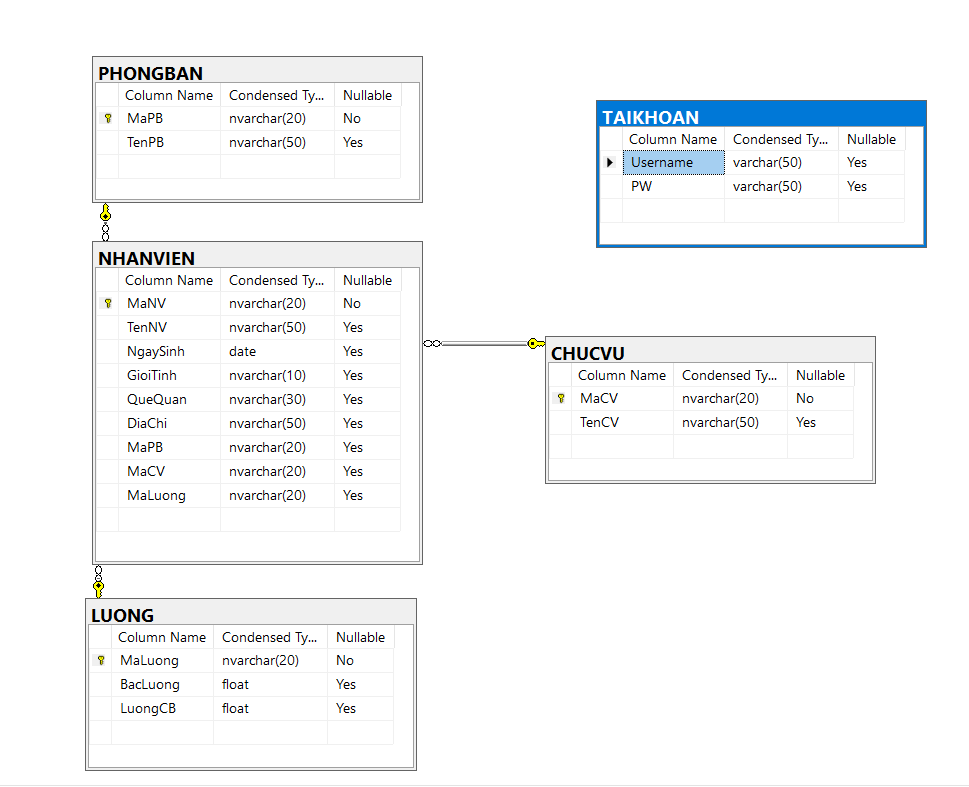 PHONGBAN
Column Name Condensed Ty... Nullable
MaPB nvarchar(20) No
TenPB nvarchar(50) Yes
TAIKHOAN
Column Name Condensed Ty... Nullable
Username varchar(50) Yes
PW varchar(50) Yes
NHANVIEN
Column Name Condensed Ty... Nullable
MaNV nvarchar(20) No
TenNV nvarchar(50) Yes
NgaySinh date Yes
GioiTinh nvarchar(10) Yes
QueQuan nvarchar(30) Yes
DiaChi nvarchar(50) Yes
MaPB nvarchar(20) Yes
MaCV nvarchar(20) Yes
MaLuong nvarchar(20) Yes
CHUCVU
Column Name Condensed Ty... Nullable
MaCV nvarchar(20) No
TenCV nvarchar(50) Yes
LUONG
Column Name Condensed Ty... Nullable
MaLuong nvarchar(20) No
BacLuong float Yes
LuongCB float Yes